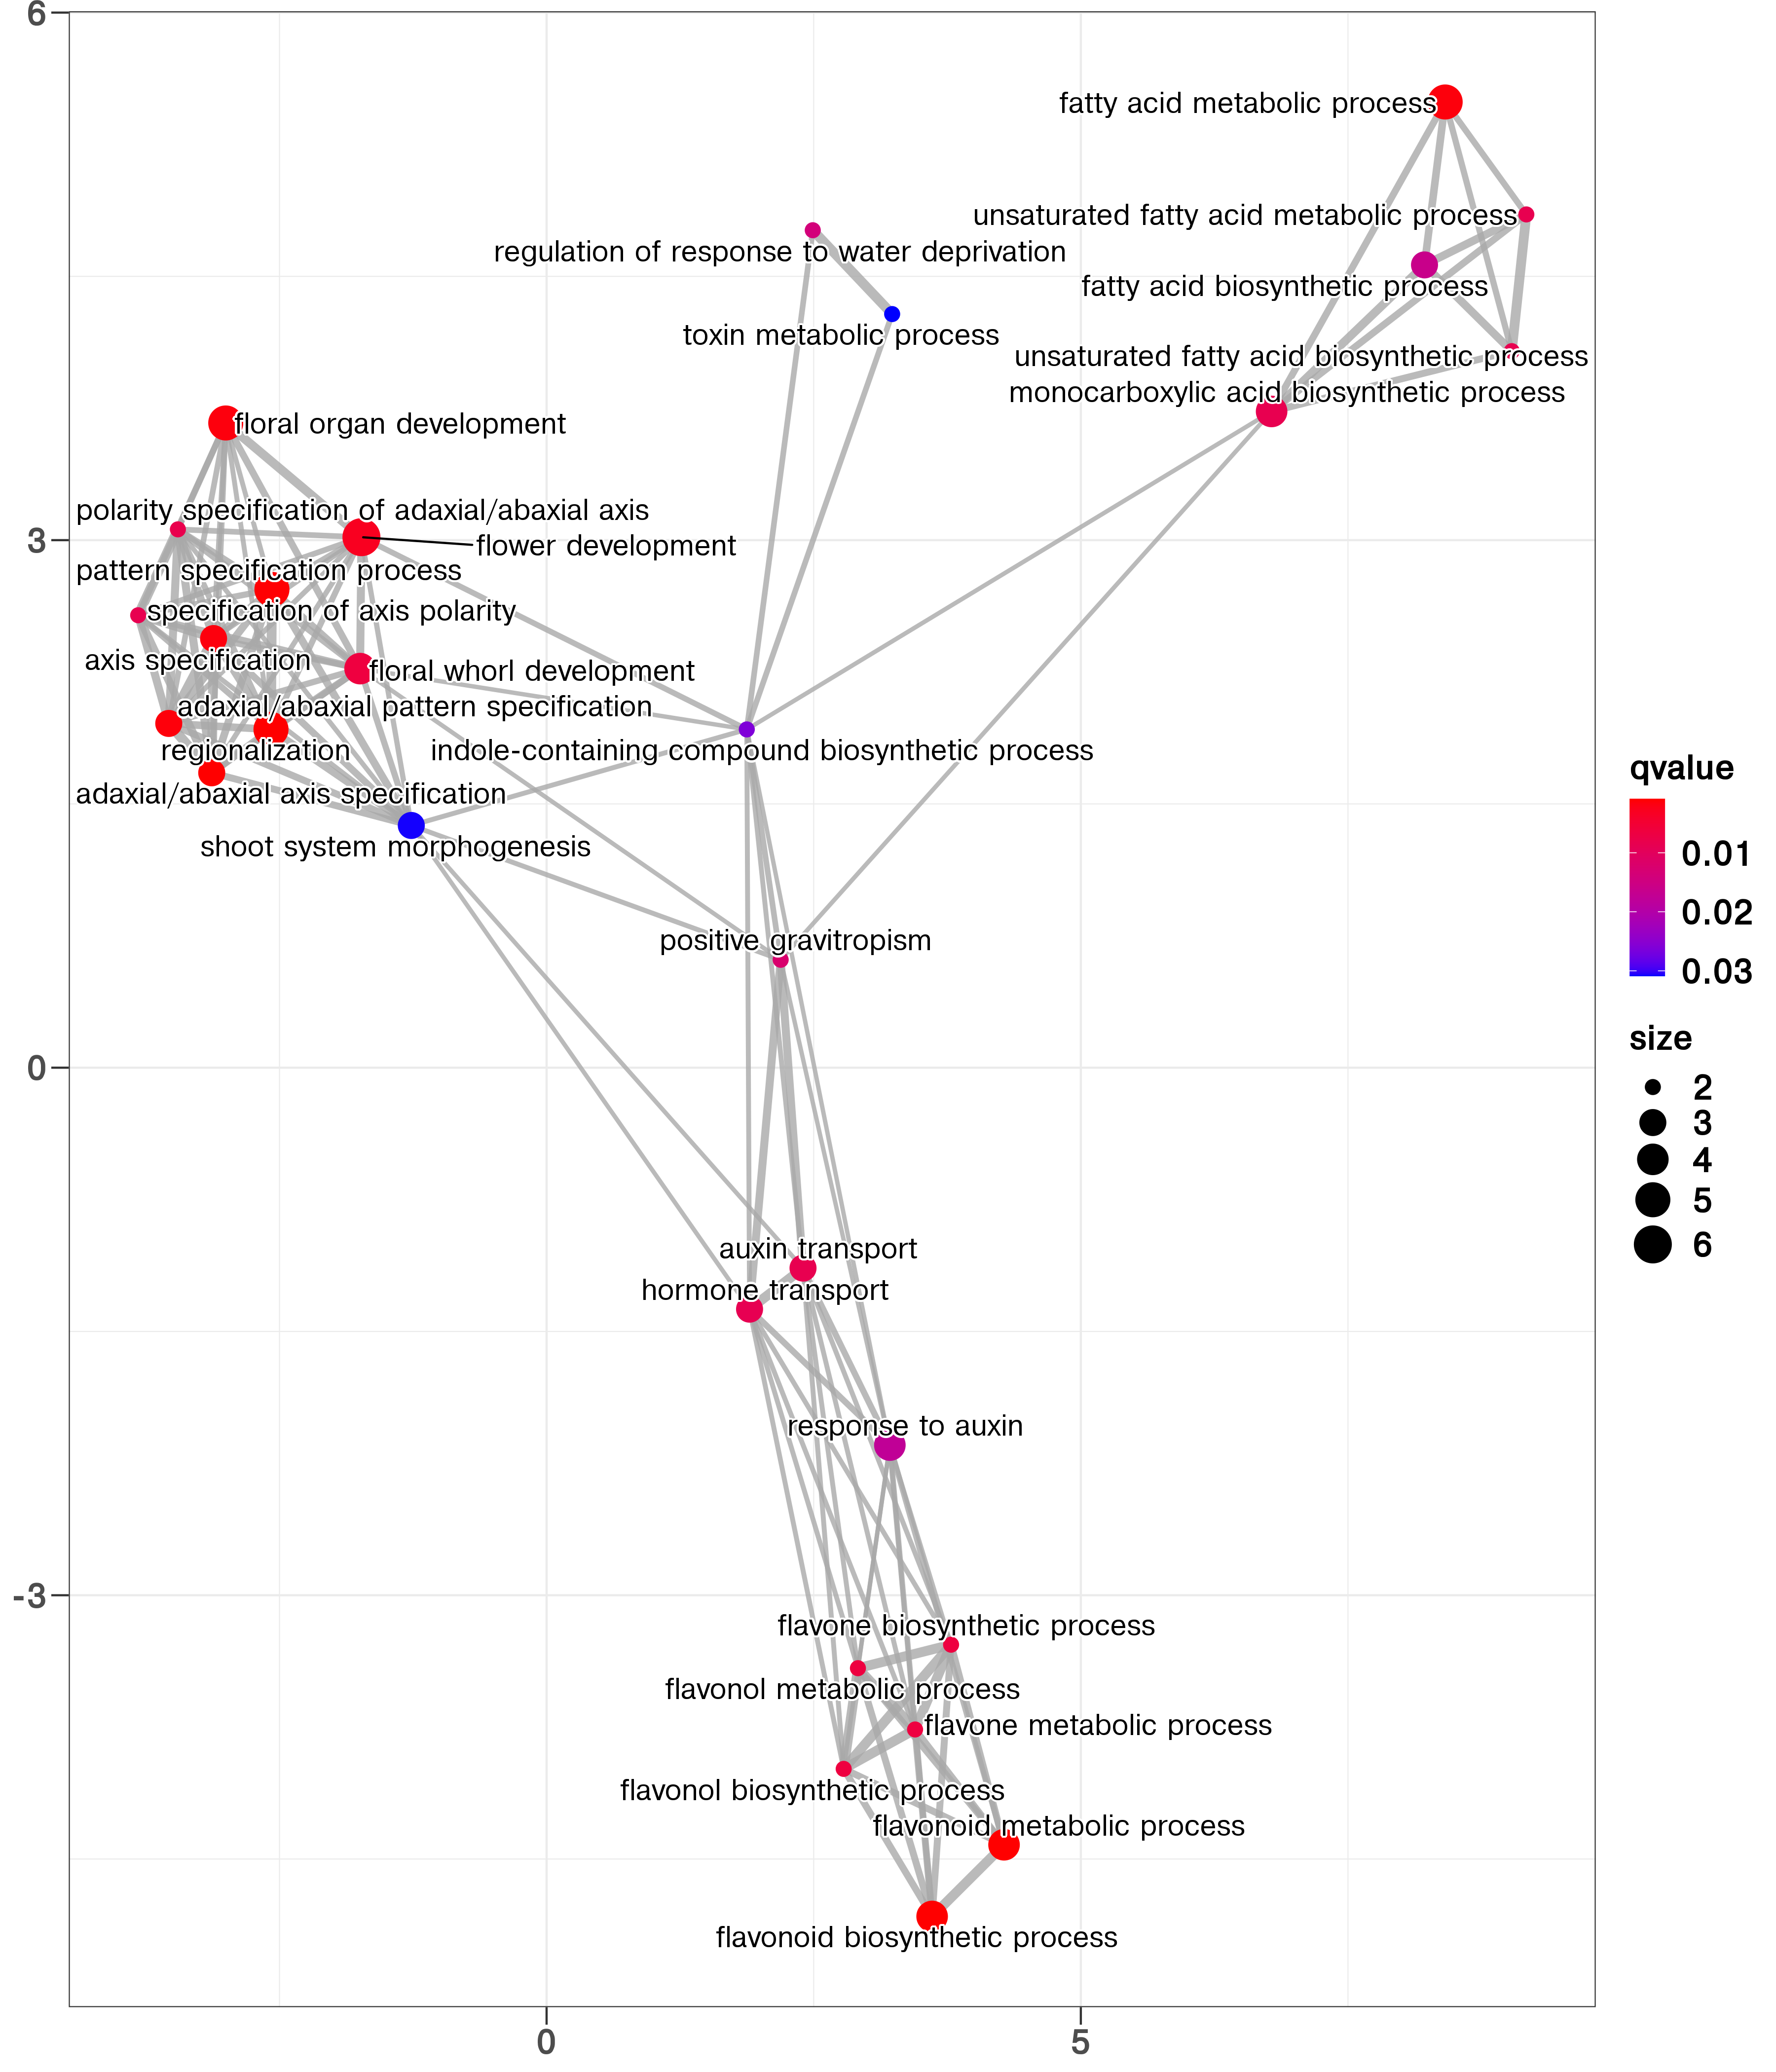 6
fatty acid metabolic process
unsaturated fatty acid metabolic process
regulation of response to water deprivation
fatty acid biosynthetic process
toxin metabolic process
unsaturated fatty acid biosynthetic process
monocarboxylic acid biosynthetic process
floral organ development
polarity specification of adaxial/abaxial axis
3
flower development
pattern specification process
specification of axis polarity
axis specification
floral whorl development
adaxial/abaxial pattern specification
regionalization
indole-containing compound biosynthetic process
adaxial/abaxial axis specification
shoot system morphogenesis
positive gravitropism
0
auxin transport
hormone transport
response to auxin
-3
flavone biosynthetic process
flavonol metabolic process
flavone metabolic process
flavonol biosynthetic process
flavonoid metabolic process
flavonoid biosynthetic process
0
5
qvalue
0.01
0.02
0.03
size
2
3
4
5
6